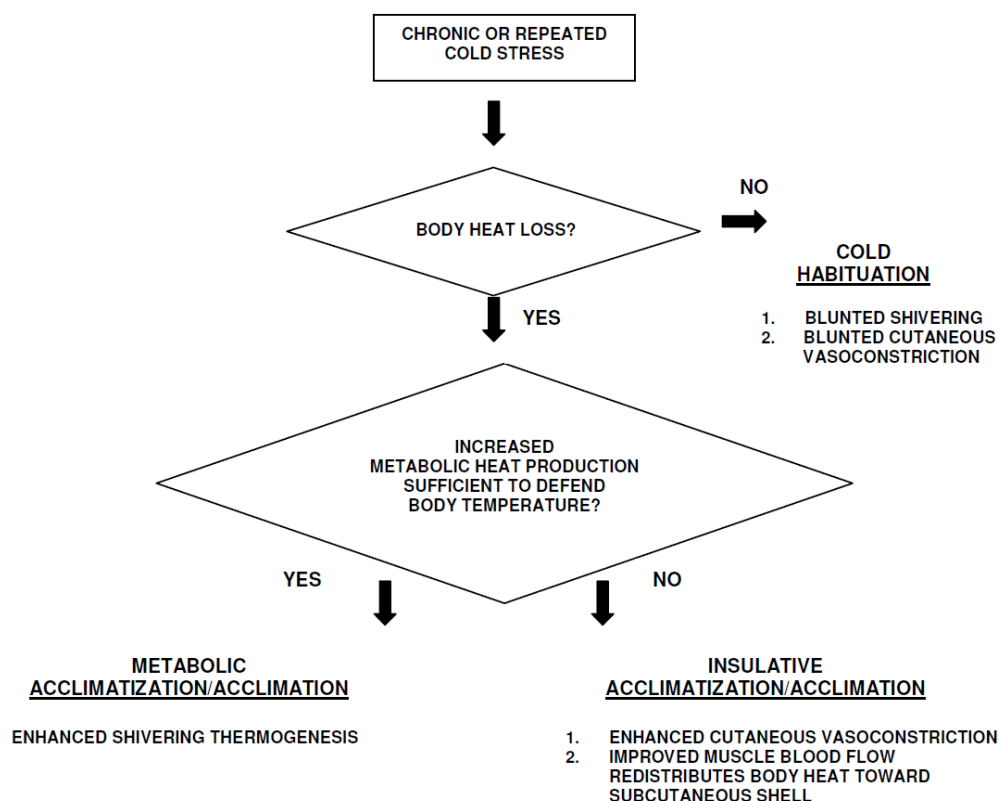 CHRONIC OR REPEATED
COLD STRESS
NO
BODY HEAT LOSS?
COLD
HABITUATION
YES
1. BLUNTED SHIVERING
2. BLUNTED CUTANEOUS
VASOCONSTRICTION
INCREASED
METABOLIC HEAT PRODUCTION
SUFFICIENT TO DEFEND
BODY TEMPERATURE?
YES
NO
METABOLIC
ACCLIMATIZATION/ACCLIMATION
ENHANCED SHIVERING THERMOGENESIS
INSULATIVE
ACCLIMATIZATION/ACCLIMATION
1. ENHANCED CUTANEOUS VASOCONSTRICTION
2. IMPROVED MUSCLE BLOOD FLOW
REDISTRIBUTES BODY HEAT TOWARD
SUBCUTANEOUS SHELL